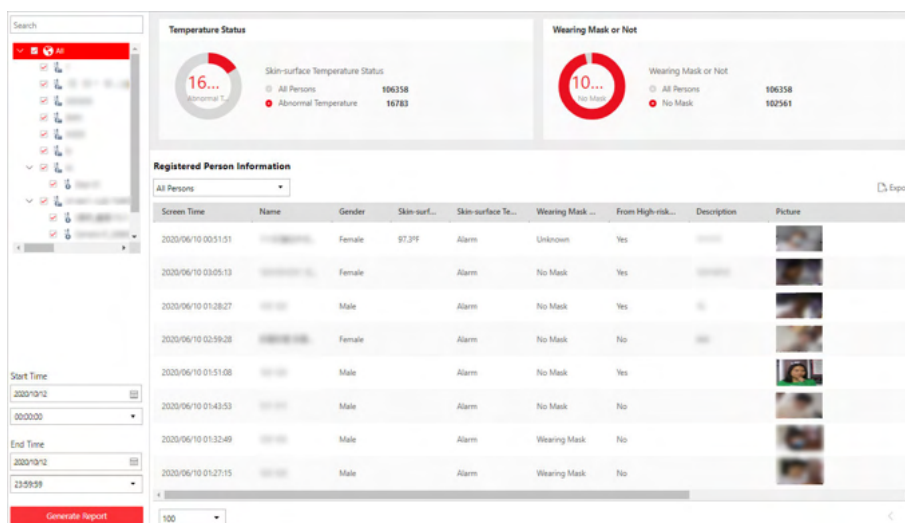 Search
All
Start Time
2020/10/12
00:00:00
End Time
2020/10/12
23:59:59
Generate Report
Temperature Status
16...
Abnormal T...
Skin-surface Temperature Status
All Persons 106358
Abnormal Temperature 16783
Wearing Mask or Not
10...
No Mask
Wearing Mask or Not
All Persons 106358
No Mask 102561
Registered Person Information
All Persons
Expo
Screen Time Name Gender Skin-surf... Skin-surface Te... Wearing Mask ... From High-risk... Description Picture
2020/06/10 00:51:51 Female 97.3°F Alarm Unknown Yes
2020/06/10 03:05:13 Female Alarm No Mask Yes
2020/06/10 01:28:27 Male Alarm No Mask Yes
2020/06/10 02:59:28 Female Alarm No Mask No
2020/06/10 01:51:08 Male Alarm No Mask Yes
2020/06/10 01:43:53 Male Alarm No Mask No
2020/06/10 01:32:49 Male Alarm Wearing Mask No
2020/06/10 01:27:15 Male Alarm Wearing Mask No
100